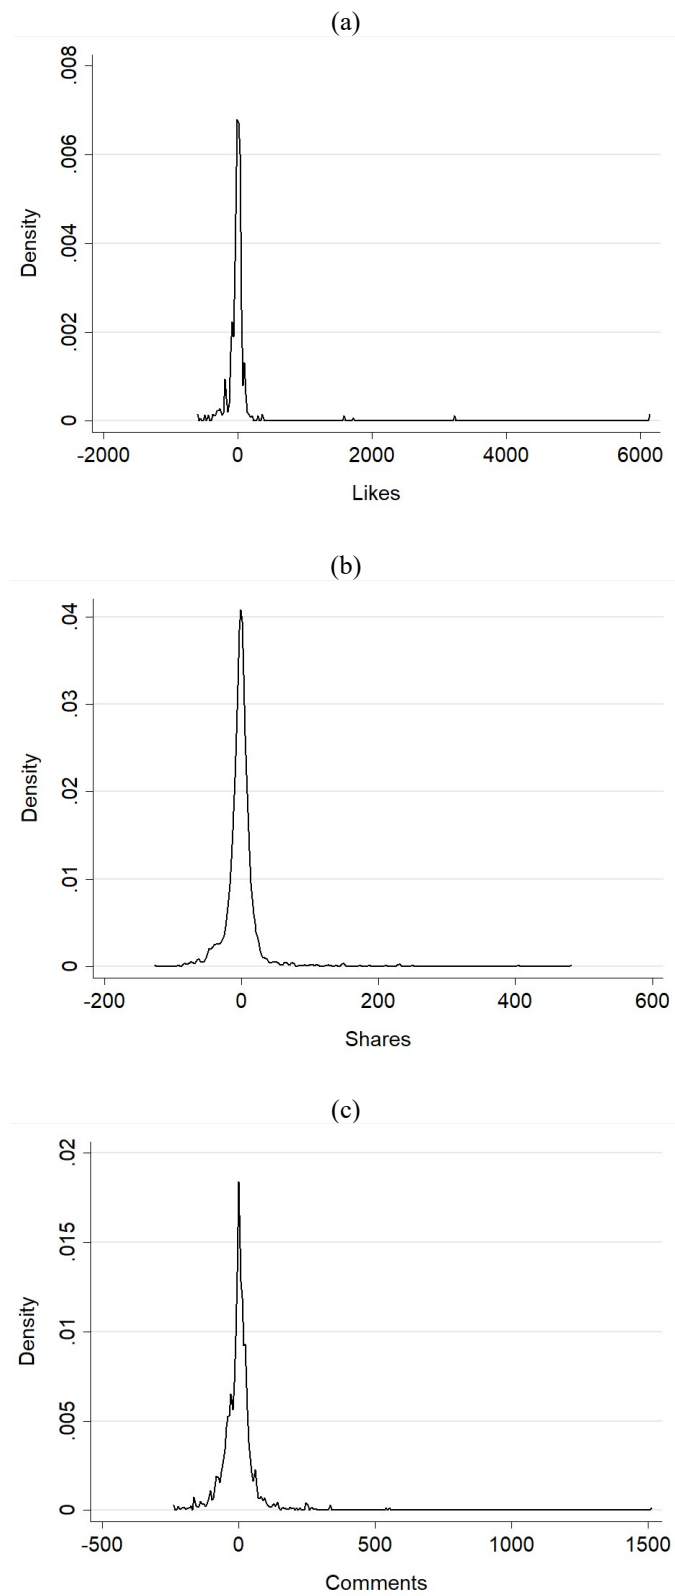 (a)
.008
.006
.004
.002
0
Density
-2000 0 2000 4000 6000
Likes
(b)
.04
.03
.02
.01
0
Density
-200 0 200 400 600
Shares
(c)
.02
.015
.01
.005
0
Density
-500 0 500 1000 1500
Comments